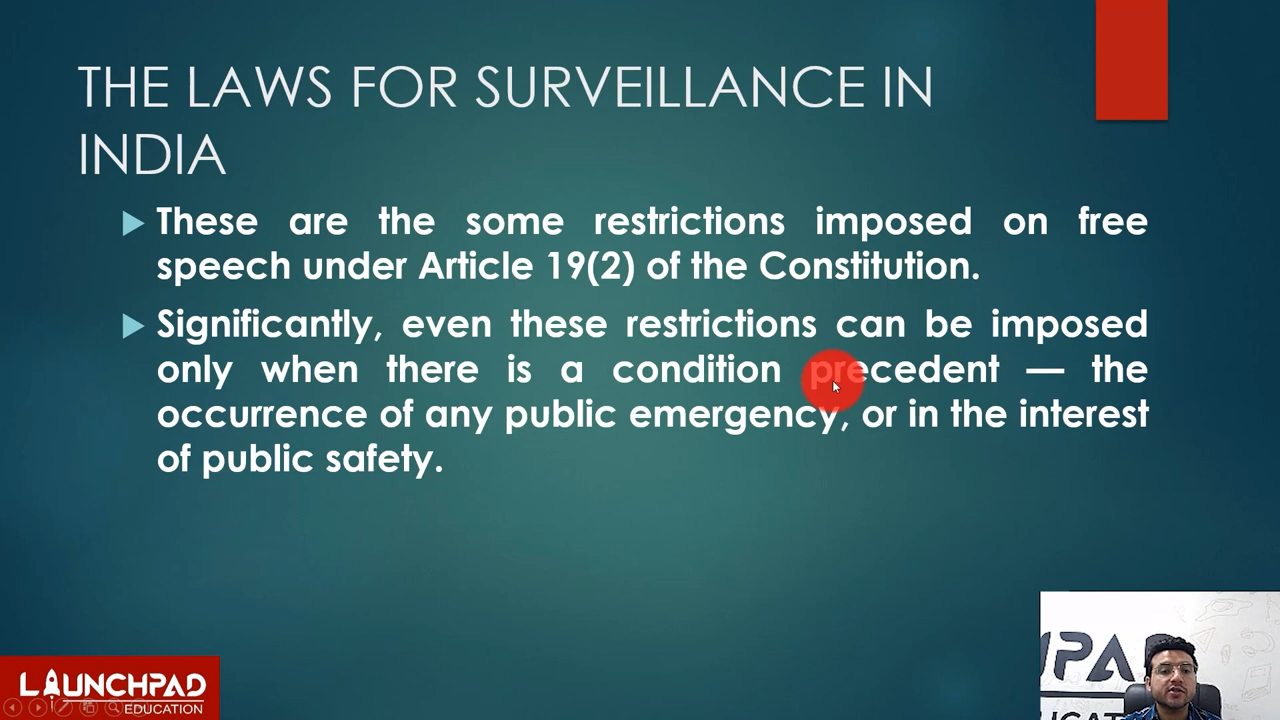 THE LAWS FOR SURVEILLANCE IN
INDIA
These are the some restrictions imposed on free
speech under Article 19(2) of the Constitution.
Significantly, even these restrictions can be imposed
only when there is a condition precedent — the
occurrence of any public emergency, or in the interest
of public safety.
LAUNCHPAD
EDUCATION